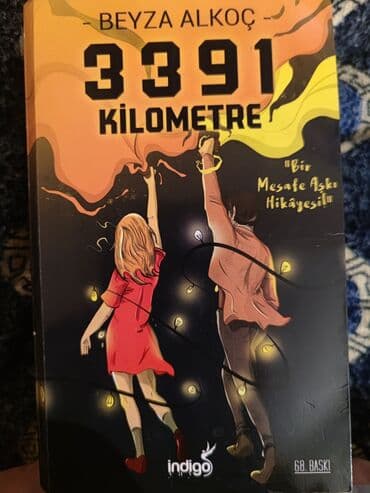 - BEYZA ALKOÇ -
3391
KİLOMETRE
"Bir
Mesafe Aşkı
Hikâyesi!"
indigo
68. BASKI